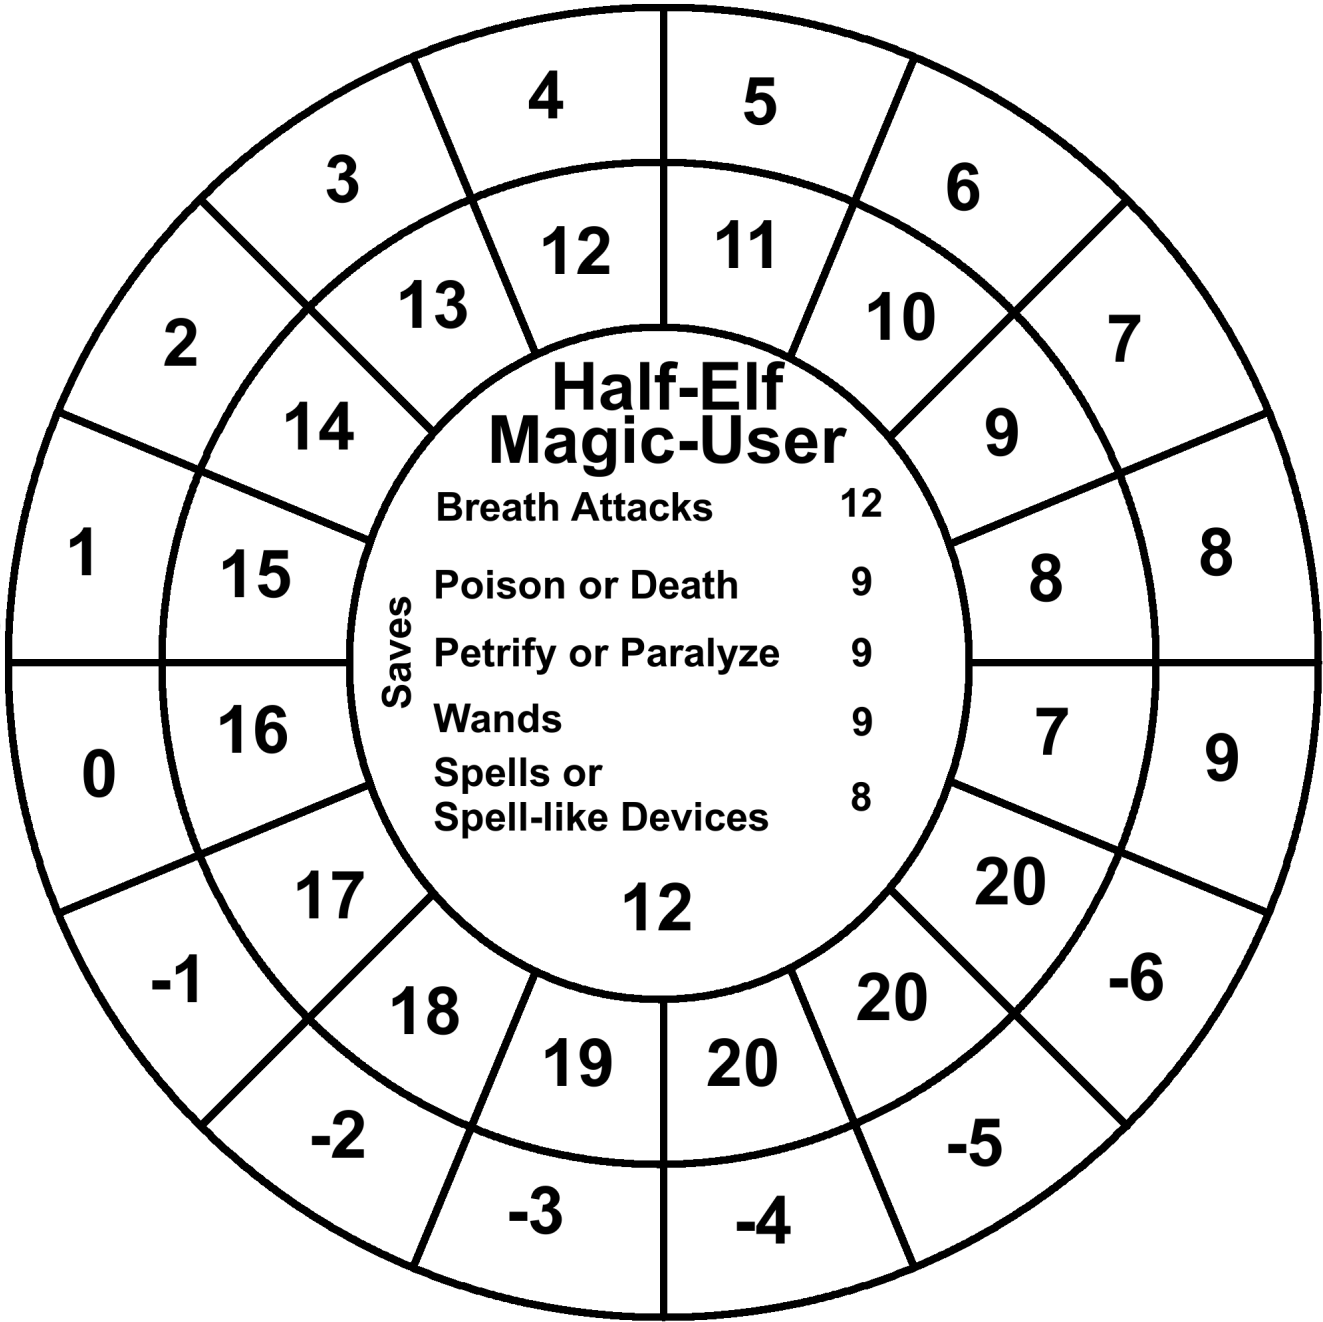 4 5
3 6
12 11
2 13 10 7
Half-Elf
Magic-User
14 9
Breath Attacks 12
1 15 8 8
Poison or Death 9
Saves
Petrify or Paralyze 9
Wands 9
0 16 7 9
Spells or
Spell-like Devices 8
12
17 20
-1 -6
18 20
19 20
-2 -5
-3 -4